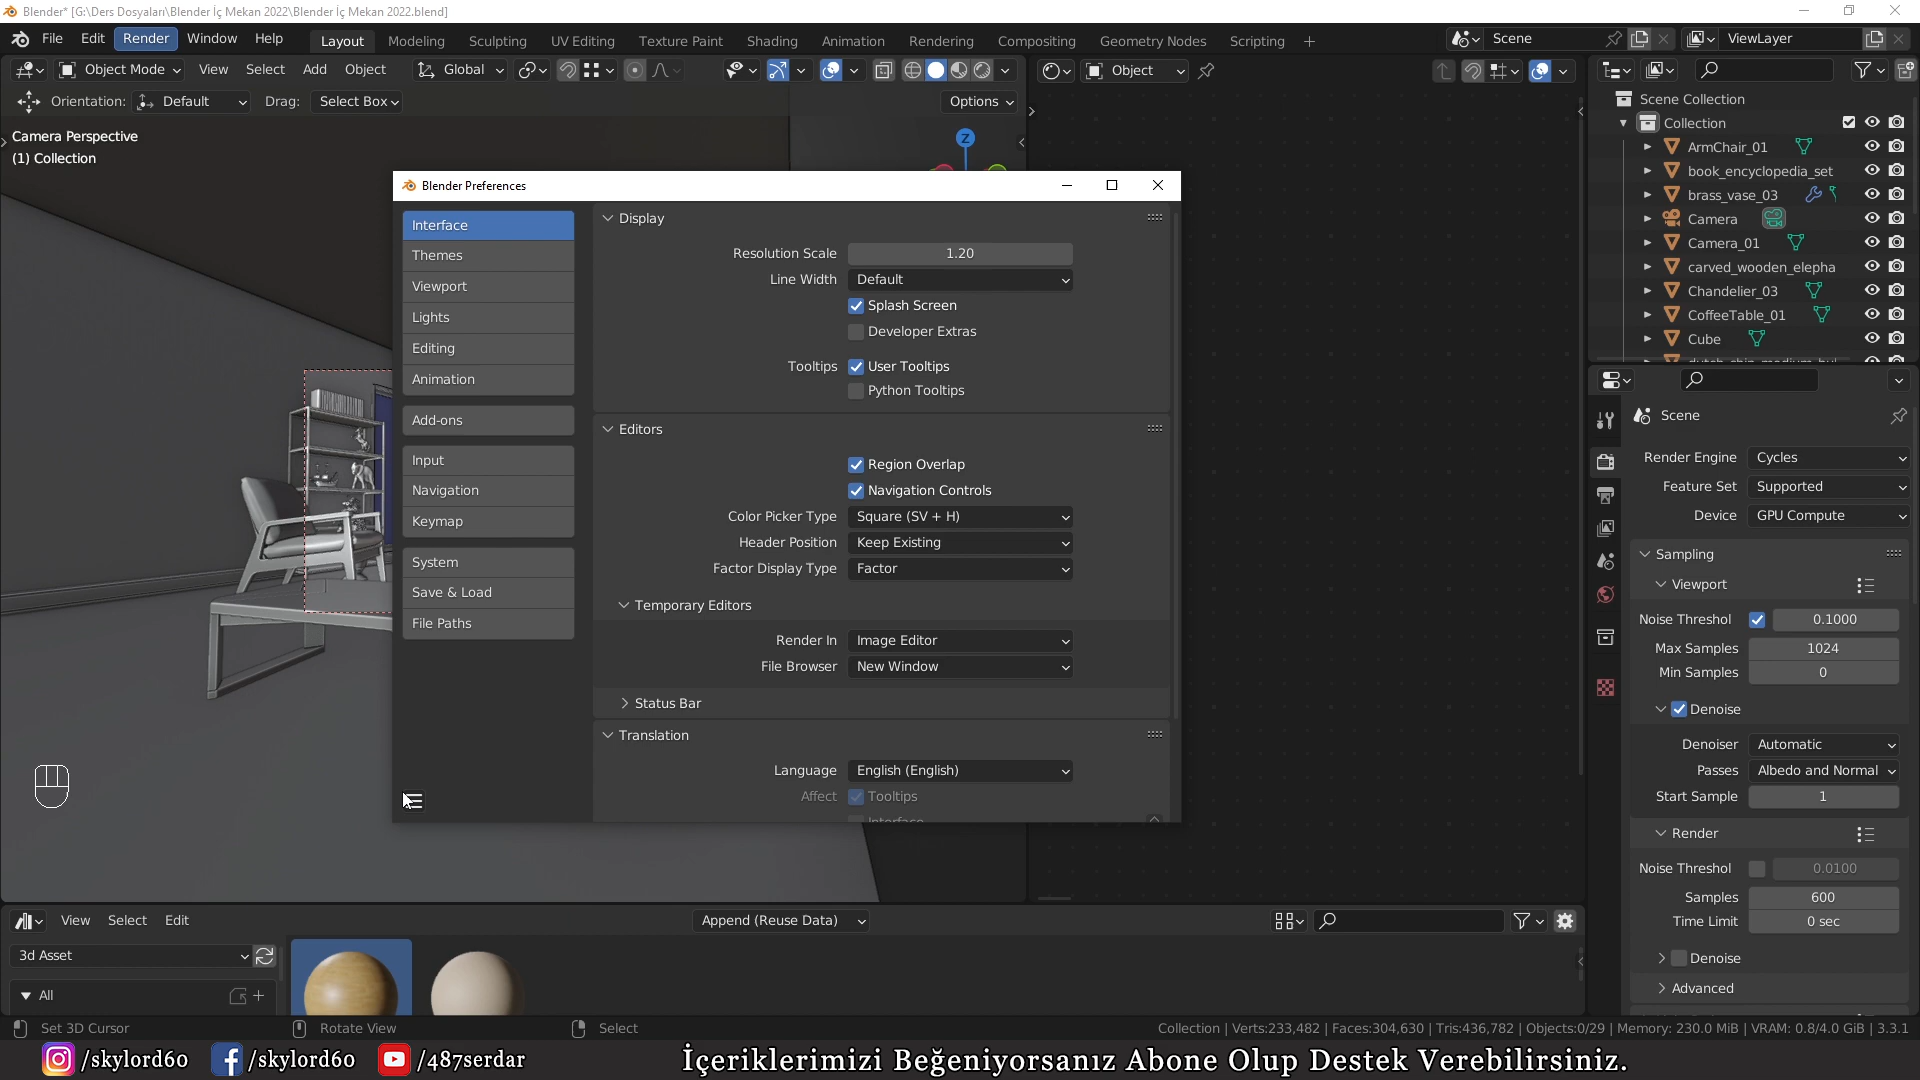 Blender* [G:\Ders Dosyaları\Blender İç Mekan 2022\Blender İç Mekan 2022.blend]
File Edit Render Window Help
Layout Modeling Sculpting UV Editing Texture Paint Shading Animation Rendering Compositing Geometry Nodes Scripting
Scene
ViewLayer
Object Mode View Select Add Object Global
Object
Orientation: Default Drag: Select Box
Options
Camera Perspective
(1) Collection
Z
Scene Collection
Collection
ArmChair_01
book_encyclopedia_set
brass_vase_03
Camera
Camera_01
carved_wooden_elepha
Chandelier_03
CoffeeTable_01
Cube
Blender Preferences
Interface
Themes
Viewport
Lights
Editing
Animation
Add-ons
Input
Navigation
Keymap
System
Save & Load
File Paths
Display
Resolution Scale 1.20
Line Width Default
Splash Screen
Developer Extras
Tooltips User Tooltips
Python Tooltips
Editors
Region Overlap
Navigation Controls
Color Picker Type Square (SV + H)
Header Position Keep Existing
Factor Display Type Factor
Temporary Editors
Render In Image Editor
File Browser New Window
Status Bar
Translation
Language English (English)
Affect Tooltips
Interface
Scene
Render Engine Cycles
Feature Set Supported
Device GPU Compute
Sampling
Viewport
Noise Threshol 0.1000
Max Samples 1024
Min Samples 0
Denoise
Denoiser Automatic
Passes Albedo and Normal
Start Sample 1
Render
Noise Threshol 0.0100
Samples 600
Time Limit 0 sec
Denoise
Advanced
View Select Edit
Append (Reuse Data)
3d Asset
All
Set 3D Cursor Rotate View Select
Collection | Verts:233,482 | Faces:304,630 | Tris:436,782 | Objects:0/29 | Memory: 230.0 MiB | VRAM: 0.8/4.0 GiB | 3.3.1
/skylord60 /skylord60 /487serdar
İçeriklerimizi Beğeniyorsanız Abone Olup Destek Verebilirsiniz.